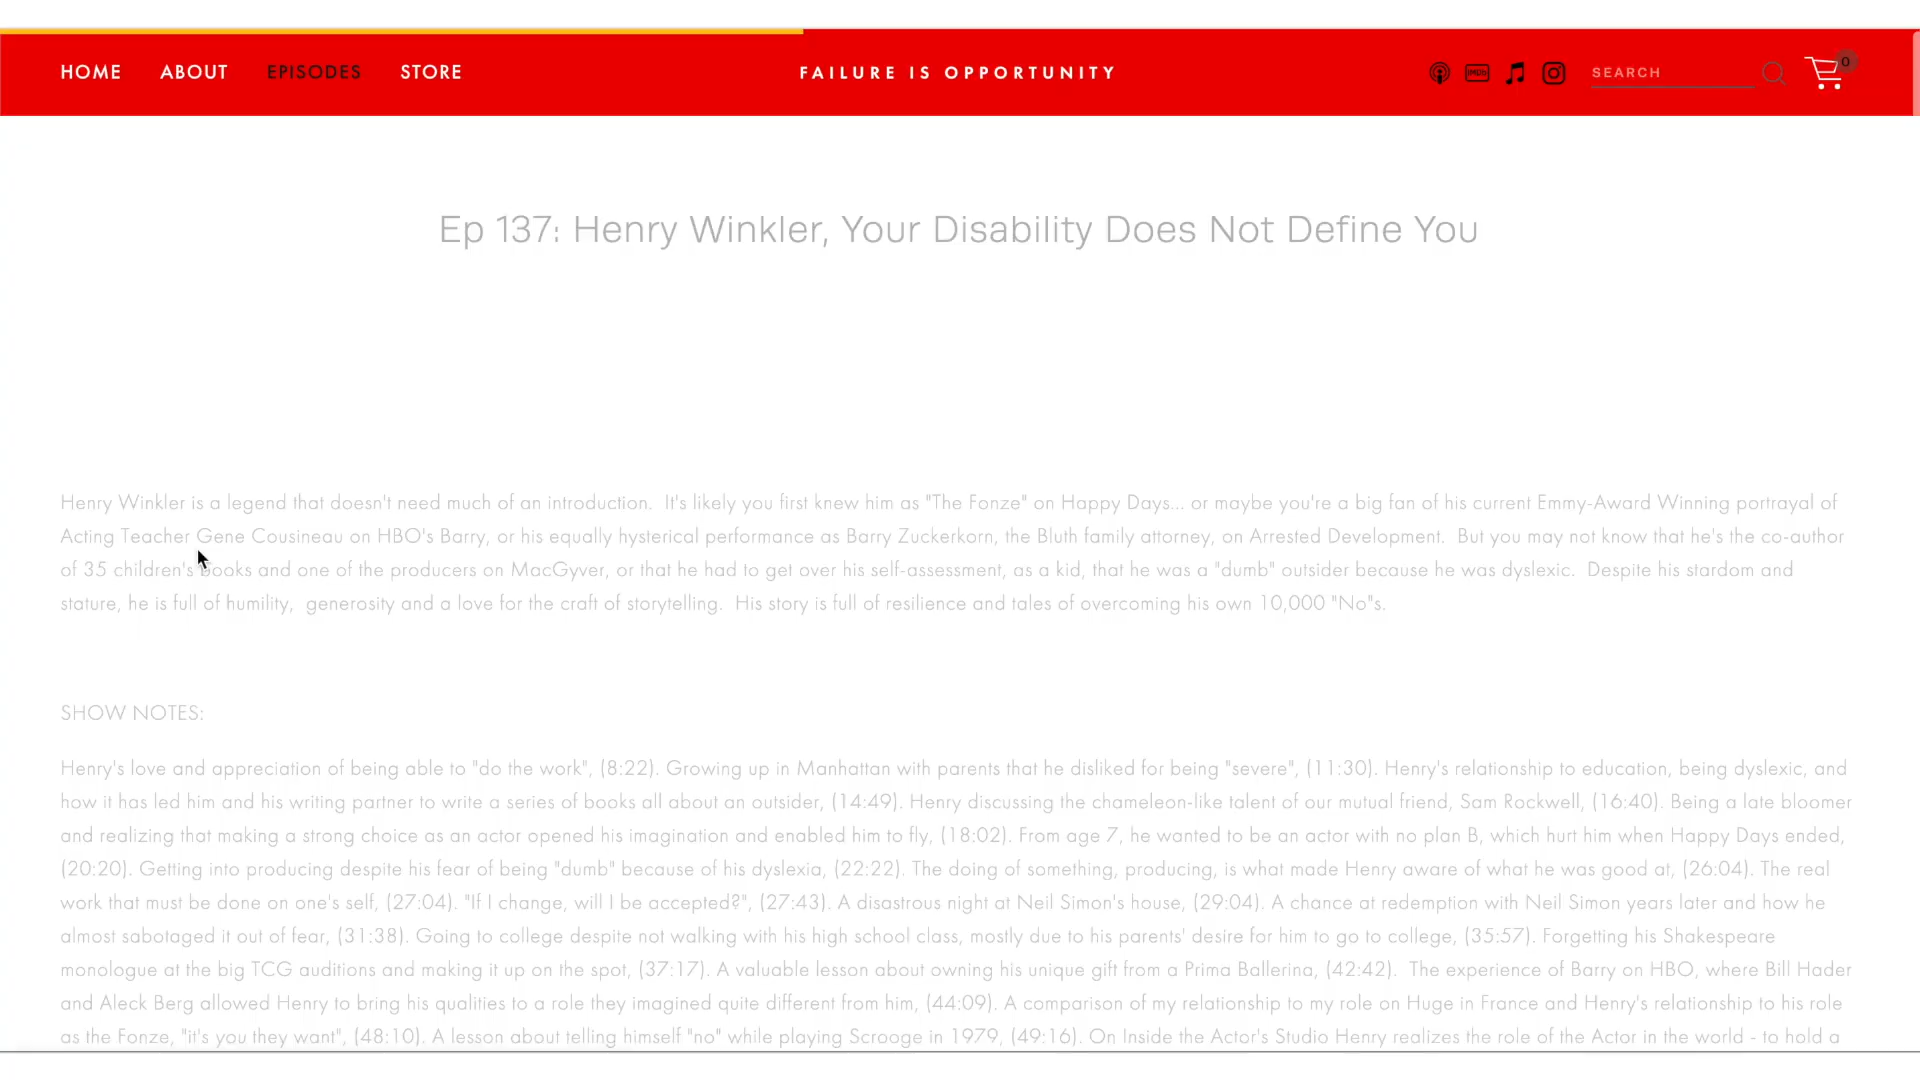 HOME ABOUT EPISODES STORE FAILURE IS OPPORTUNITY IMDb SEARCH 0
Ep 137: Henry Winkler, Your Disability Does Not Define You
Henry Winkler is a legend that doesn't need much of an introduction. It's likely you first knew him as "The Fonze" on Happy Days... or maybe you're a big fan of his current Emmy-Award Winning portrayal of
Acting Teacher Gene Cousineau on HBO's Barry, or his equally hysterical performance as Barry Zuckerkorn, the Bluth family attorney, on Arrested Development. But you may not know that he's the co-author
of 35 children's books and one of the producers on MacGyver, or that he had to get over his self-assessment, as a kid, that he was a "dumb" outsider because he was dyslexic. Despite his stardom and
stature, he is full of humility, generosity and a love for the craft of storytelling. His story is full of resilience and tales of overcoming his own 10,000 "No"s.
SHOW NOTES:
Henry's love and appreciation of being able to "do the work", (8:22). Growing up in Manhattan with parents that he disliked for being "severe", (11:30). Henry's relationship to education, being dyslexic, and
how it has led him and his writing partner to write a series of books all about an outsider, (14:49). Henry discussing the chameleon-like talent of our mutual friend, Sam Rockwell, (16:40). Being a late bloomer
and realizing that making a strong choice as an actor opened his imagination and enabled him to fly, (18:02). From age 7, he wanted to be an actor with no plan B, which hurt him when Happy Days ended,
(20:20). Getting into producing despite his fear of being "dumb" because of his dyslexia, (22:22). The doing of something, producing, is what made Henry aware of what he was good at, (26:04). The real
work that must be done on one's self, (27:04). "If I change, will I be accepted?", (27:43). A disastrous night at Neil Simon's house, (29:04). A chance at redemption with Neil Simon years later and how he
almost sabotaged it out of fear, (31:38). Going to college despite not walking with his high school class, mostly due to his parents' desire for him to go to college, (35:57). Forgetting his Shakespeare
monologue at the big TCG auditions and making it up on the spot, (37:17). A valuable lesson about owning his unique gift from a Prima Ballerina, (42:42). The experience of Barry on HBO, where Bill Hader
and Aleck Berg allowed Henry to bring his qualities to a role they imagined quite different from him, (44:09). A comparison of my relationship to my role on Huge in France and Henry's relationship to his role
as the Fonze, "it's you they want", (48:10). A lesson about telling himself "no" while playing Scrooge in 1979, (49:16). On Inside the Actor's Studio Henry realizes the role of the Actor in the world - to hold a